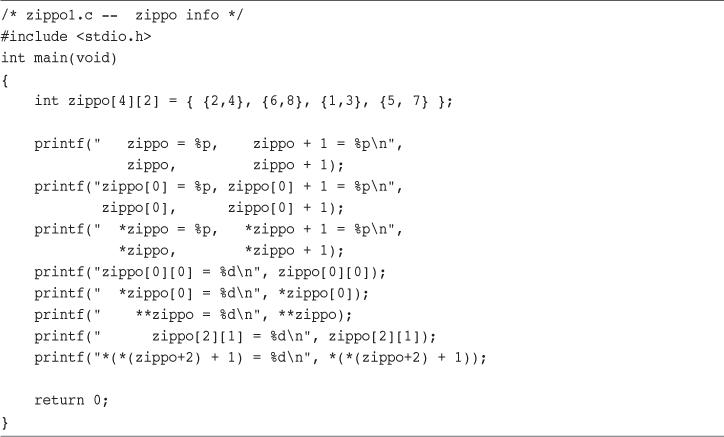 /* zippo1.c --  zippo info */
#include <stdio.h>
int main(void)
{
    int zippo[4][2] = { {2,4}, {6,8}, {1,3}, {5, 7} };

    printf("   zippo = %p,    zippo + 1 = %p\n",
               zippo,         zippo + 1);
    printf("zippo[0] = %p, zippo[0] + 1 = %p\n",
            zippo[0],      zippo[0] + 1);
    printf("  *zippo = %p,   *zippo + 1 = %p\n",
              *zippo,        *zippo + 1);
    printf("zippo[0][0] = %d\n", zippo[0][0]);
    printf("  *zippo[0] = %d\n", *zippo[0]);
    printf("    **zippo = %d\n", **zippo);
    printf("      zippo[2][1] = %d\n", zippo[2][1]);
    printf("*(*(zippo+2) + 1) = %d\n", *(*(zippo+2) + 1));

    return 0;
}